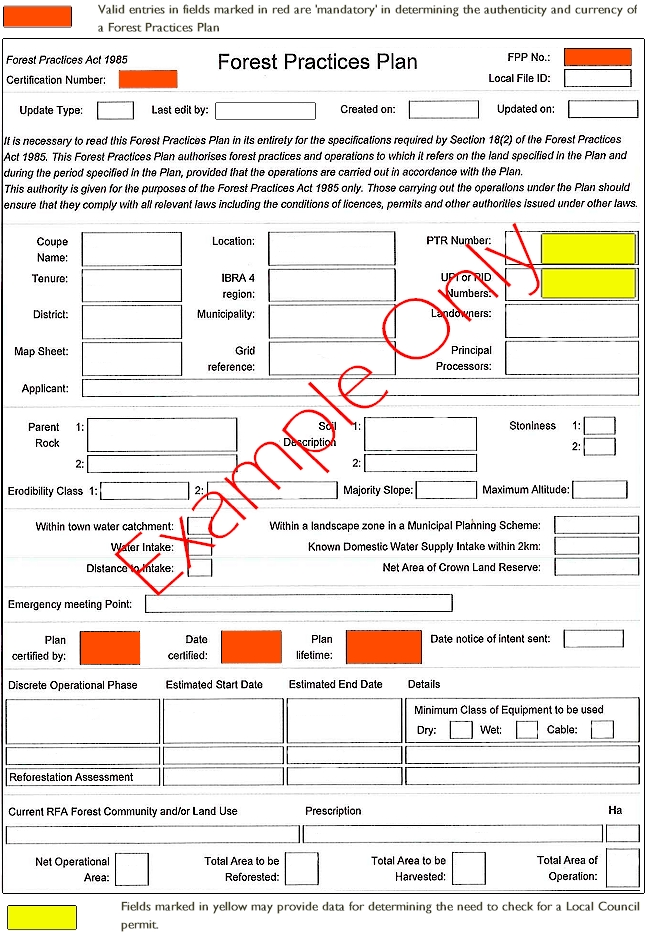 Valid entries in fields marked in red are 'mandatory' in determining the authenticity and currency of
a Forest Practices Plan
Forest Practices Act 1985
Forest Practices Plan
FPP No.:
Certification Number:
Local File ID:
Update Type:
Last edit by:
Created on:
Updated on:
It is necessary to read this Forest Practices Plan in its entirely for the specifications required by Section 18(2) of the Forest Practices
Act 1985. This Forest Practices Plan authorises forest practices and operations to which it refers on the land specified in the Plan and
during the period specified in the Plan, provided that the operations are carried out in accordance with the Plan.
This authority is given for the purposes of the Forest Practices Act 1985 only. Those carrying out the operations under the Plan should
ensure that they comply with all relevant laws including the conditions of licences, permits and other authorities issued under other laws.
Coupe
Name:
Location:
PTR Number:
Tenure:
IBRA 4
region:
UPI or PID
Numbers:
District:
Municipality:
Landowners:
Map Sheet:
Grid
reference:
Principal
Processors:
Applicant:
Example Only
Parent
Rock
1:
2:
Soil
Description
1:
2:
Stoniness
1:
2:
Erodibility Class 1:
2:
Majority Slope:
Maximum Altitude:
Within town water catchment:
Within a landscape zone in a Municipal Planning Scheme:
Water Intake:
Known Domestic Water Supply Intake within 2km:
Distance to Intake:
Net Area of Crown Land Reserve:
Emergency meeting Point:
Plan
certified by:
Date
certified:
Plan
lifetime:
Date notice of intent sent:
Discrete Operational Phase
Estimated Start Date
Estimated End Date
Details
Minimum Class of Equipment to be used
Dry:
Wet:
Cable:
Reforestation Assessment
Current RFA Forest Community and/or Land Use
Prescription
Ha
Net Operational
Area:
Total Area to be
Reforested:
Total Area to be
Harvested:
Total Area of
Operation:
Fields marked in yellow may provide data for determining the need to check for a Local Council
permit.